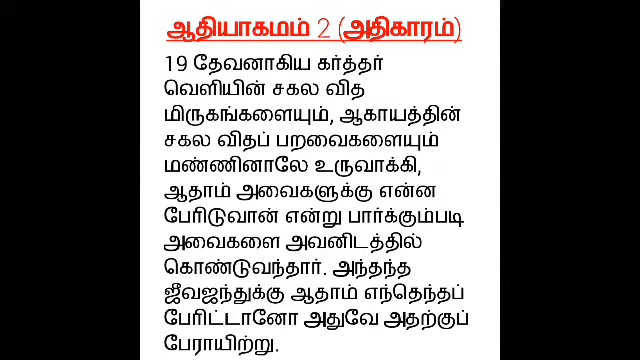 ஆதியாகமம் 2 (அதிகாரம்)
19 தேவனாகிய கர்த்தர்
வெளியின் சகல வித
மிருகங்களையும், ஆகாயத்தின்
சகல விதப் பறவைகளையும்
மண்ணினாலே உருவாக்கி,
ஆதாம் அவைகளுக்கு என்ன
பேரிடுவான் என்று பார்க்கும்படி
அவைகளை அவனிடத்தில்
கொண்டுவந்தார். அந்தந்த
ஜீவஜந்துக்கு ஆதாம் எந்தெந்தப்
பேரிட்டானோ அதுவே அதற்குப்
பேராயிற்று.